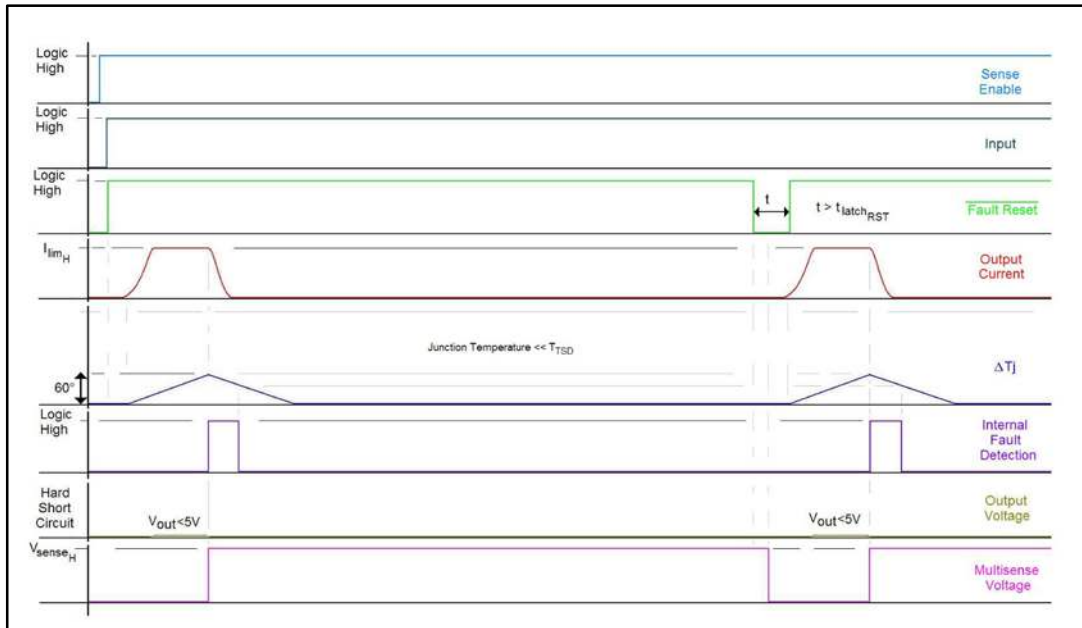 Logic
High
Sense
Enable
Logic
High
Input
Logic
High
t
t > tlatchRST
Fault Reset
IlimH
Output
Current
Junction Temperature << TTSD
60°
ΔTj
Logic
High
Internal
Fault
Detection
Hard
Short
Circuit
Vout<5V
Vout<5V
Output
Voltage
VsenseH
Multisense
Voltage